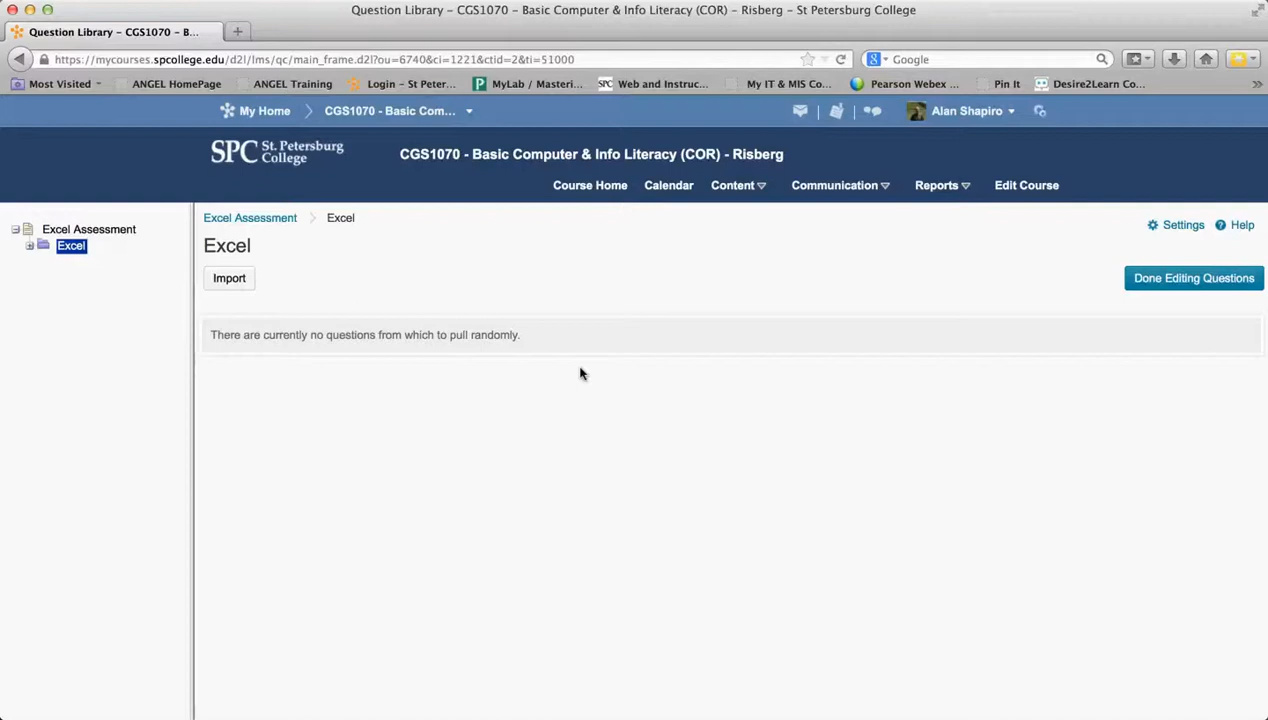 Question Library – CGS1070 – Basic Computer & Info Literacy (COR) – Risberg – St Petersburg College
Question Library – CGS1070 – B...
https://mycourses.spcollege.edu/d2l/lms/qc/main_frame.d2l?ou=6740&ci=1221&ctid=2&ti=51000
Google
Most Visited ANGEL HomePage ANGEL Training Login – St Peter... MyLab / Masteri... SPC Web and Instruc... My IT & MIS Co... Pearson Webex ... Pin It Desire2Learn Co...
My Home CGS1070 - Basic Com... Alan Shapiro
SPC St. Petersburg College
CGS1070 - Basic Computer & Info Literacy (COR) - Risberg
Course Home Calendar Content Communication Reports Edit Course
Excel Assessment
Excel
Excel Assessment Excel
Settings Help
Excel
Import
Done Editing Questions
There are currently no questions from which to pull randomly.